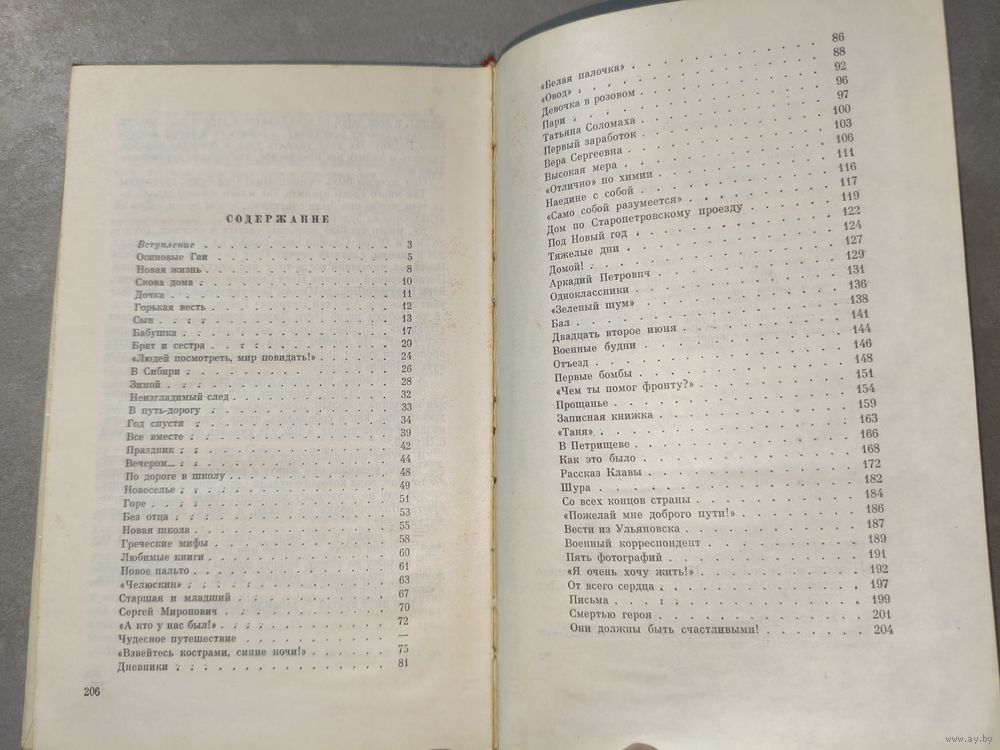 СОДЕРЖАНИЕ
Вступление . . . . . . . . . . 3
Осиновые Гаи . . . . . . . . . . 5
Новая жизнь . . . . . . . . . . 8
Снова дома . . . . . . . . . . 10
Дочка . . . . . . . . . . 11
Горькая весть . . . . . . . . . . 12
Сын . . . . . . . . . . 13
Бабушка . . . . . . . . . . 17
Брат и сестра . . . . . . . . . . 20
«Людей посмотреть, мир повидать!» . . . . . . 24
В Сибири . . . . . . . . . . 26
Зимой . . . . . . . . . . 28
Неизгладимый след . . . . . . . . . . 32
В путь-дорогу . . . . . . . . . . 33
Год спустя . . . . . . . . . . 34
Все вместе . . . . . . . . . . 39
Праздник . . . . . . . . . . 42
Вечером... . . . . . . . . . . 44
По дороге в школу . . . . . . . . . . 48
Новоселье . . . . . . . . . . 49
Горе . . . . . . . . . . 51
Без отца . . . . . . . . . . 53
Новая школа . . . . . . . . . . 55
Греческие мифы . . . . . . . . . . 58
Любимые книги . . . . . . . . . . 60
Новое пальто . . . . . . . . . . 61
«Челюскин» . . . . . . . . . . 63
Старшая и младший . . . . . . . . . . 67
Сергей Миронович . . . . . . . . . . 70
«А кто у нас был!» . . . . . . . . . . 72
Чудесное путешествие . . . . . . . . . . —
«Взвейтесь кострами, синие ночи!» . . . . . . 75
Дневники . . . . . . . . . . 81
206
«Белая палочка» . . . . . . . . . . 86
«Овод» . . . . . . . . . . 88
Девочка в розовом . . . . . . . . . . 92
Пари . . . . . . . . . . 96
Татьяна Соломаха . . . . . . . . . . 97
Первый заработок . . . . . . . . . . 100
Вера Сергеевна . . . . . . . . . . 103
Высокая мера . . . . . . . . . . 106
«Отлично» по химии . . . . . . . . . . 111
Наедине с собой . . . . . . . . . . 116
«Само собой разумеется» . . . . . . . . . . 117
Дом по Старопетровскому проезду . . . . . . 119
Под Новый год . . . . . . . . . . 122
Тяжелые дни . . . . . . . . . . 124
Домой! . . . . . . . . . . 127
Аркадий Петрович . . . . . . . . . . 129
Одноклассники . . . . . . . . . . 131
«Зеленый шум» . . . . . . . . . . 136
Бал . . . . . . . . . . 138
Двадцать второе июня . . . . . . . . . . 141
Военные будни . . . . . . . . . . 144
Отъезд . . . . . . . . . . 146
Первые бомбы . . . . . . . . . . 148
«Чем ты помог фронту?» . . . . . . . . . . 151
Прощанье . . . . . . . . . . 154
Записная книжка . . . . . . . . . . 159
«Таня» . . . . . . . . . . 163
В Петрищеве . . . . . . . . . . 166
Как это было . . . . . . . . . . 168
Рассказ Клавы . . . . . . . . . . 172
Шура . . . . . . . . . . 182
Со всех концов страны . . . . . . . . . . 184
«Пожелай мне доброго пути!» . . . . . . . . 186
Вести из Ульяновска . . . . . . . . . . 187
Военный корреспондент . . . . . . . . . . 189
Пять фотографий . . . . . . . . . . 191
«Я очень хочу жить!» . . . . . . . . . . 192
От всего сердца . . . . . . . . . . 197
Письма . . . . . . . . . . 199
Смертью героя . . . . . . . . . . 201
Они должны быть счастливыми! . . . . . . . 204
www.ay.by